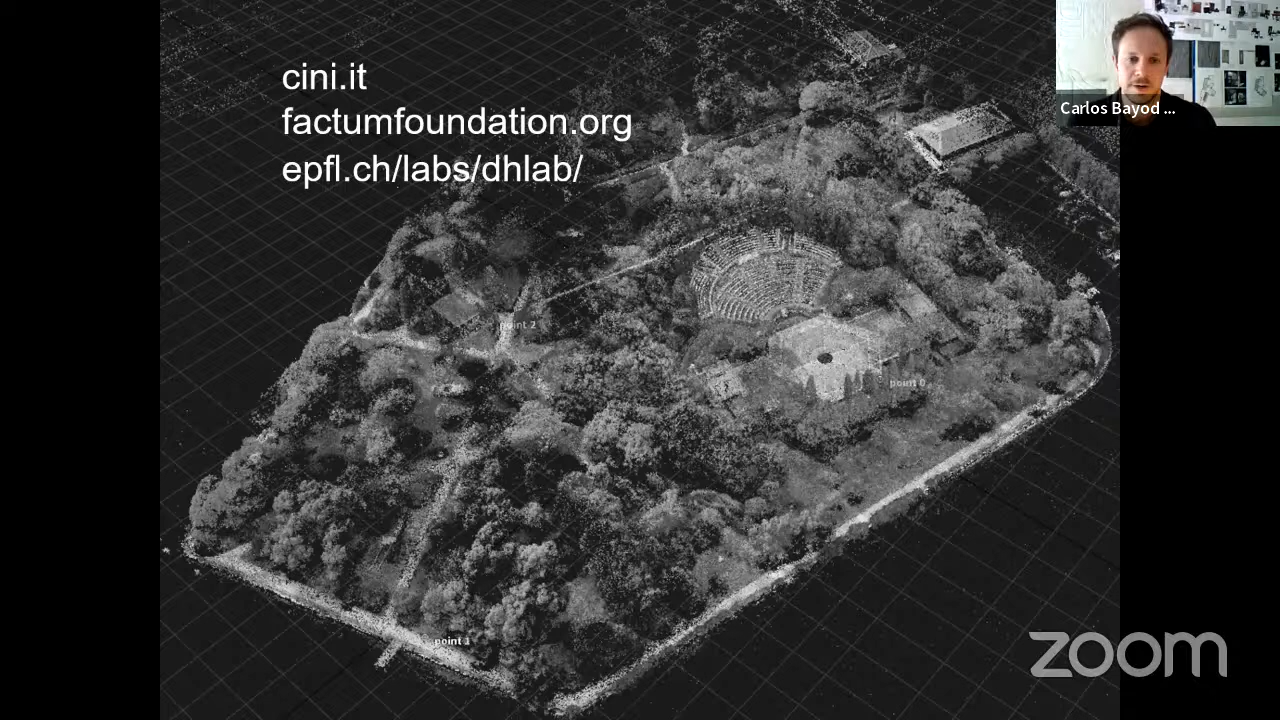 cini.it
factumfoundation.org
epfl.ch/labs/dhlab/
Carlos Bayod ...
point 2
point 0
point 1
zoom